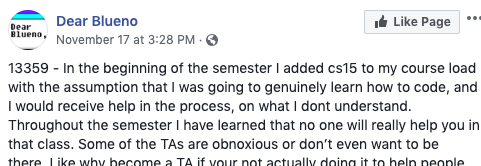 Dear
Blueno,
Dear Blueno
Like Page
November 17 at 3:28 PM ·
13359 - In the beginning of the semester I added cs15 to my course load
with the assumption that I was going to genuinely learn how to code, and
I would receive help in the process, on what I dont understand.
Throughout the semester I have learned that no one will really help you in
that class. Some of the TAs are obnoxious or don't even want to be
there. Like why become a TA if your not actually doing it to help people